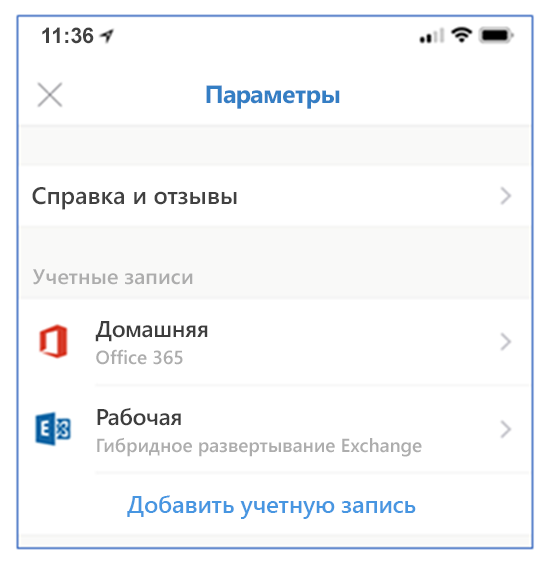 11:36
Параметры
Справка и отзывы
Учетные записи
Домашняя
Office 365
Рабочая
Гибридное развертывание Exchange
Добавить учетную запись